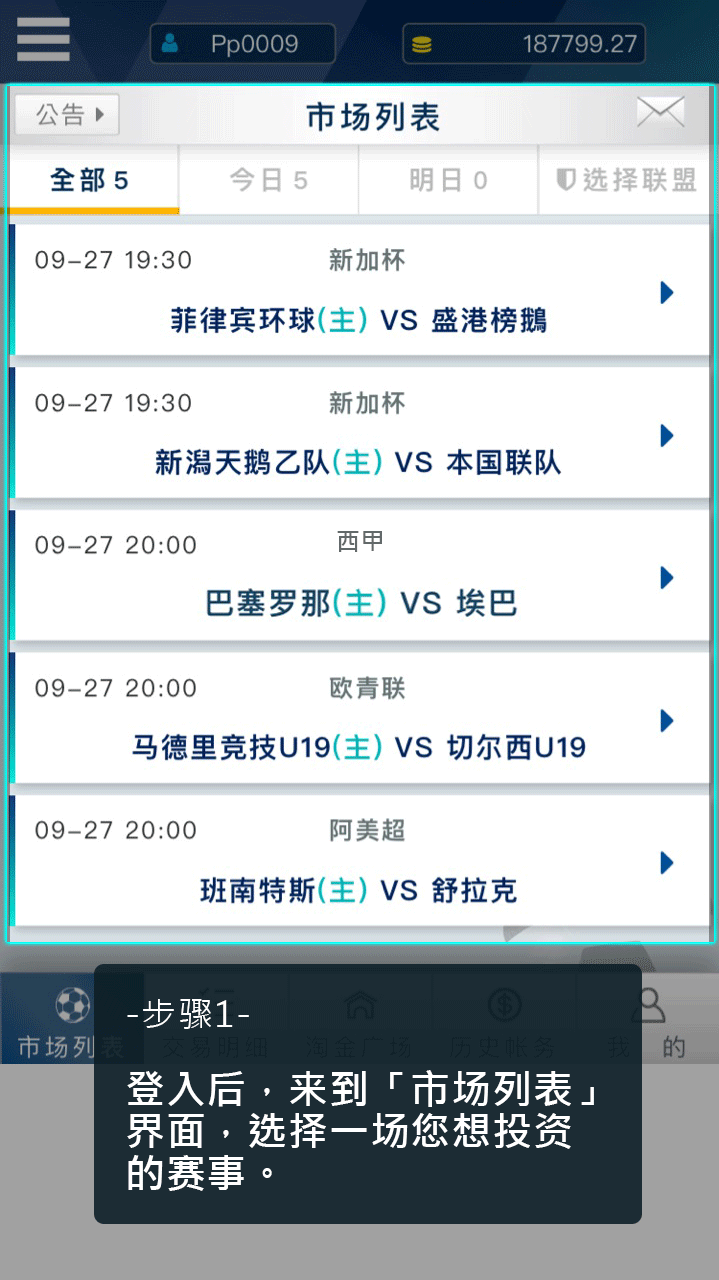 Pp0009
187799.27
公告
市场列表
全部 5
今日 5
明日 0
选择联盟
09-27 19:30
新加杯
菲律宾环球(主) VS 盛港榜鵝
09-27 19:30
新加杯
新潟天鹅乙队(主) VS 本国联队
09-27 20:00
西甲
巴塞罗那(主) VS 埃巴
09-27 20:00
欧青联
马德里竞技U19(主) VS 切尔西U19
09-27 20:00
阿美超
班南特斯(主) VS 舒拉克
市场列表
交易明细
淘金广场
历史帐务
我 的
-步骤1-
登入后，来到「市场列表」
界面，选择一场您想投资
的赛事。